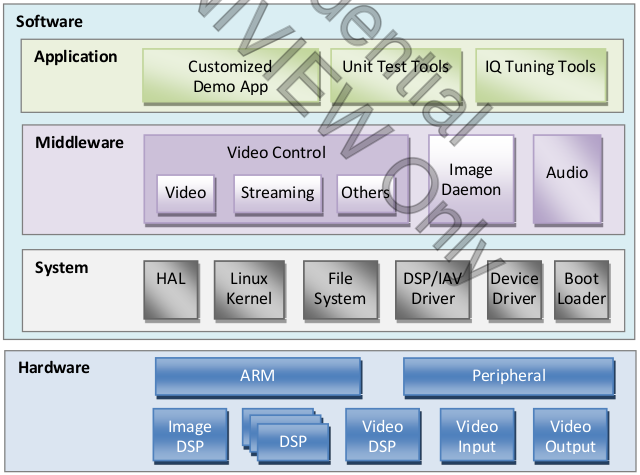 Software
Application
Customized
Demo App
Unit Test Tools
IQ Tuning Tools
Middleware
Video Control
Video
Streaming
Others
Image
Daemon
Audio
System
HAL
Linux
Kernel
File
System
DSP/IAV
Driver
Device
Driver
Boot
Loader
Hardware
ARM
Peripheral
Image
DSP
DSP
Video
DSP
Video
Input
Video
Output
Only